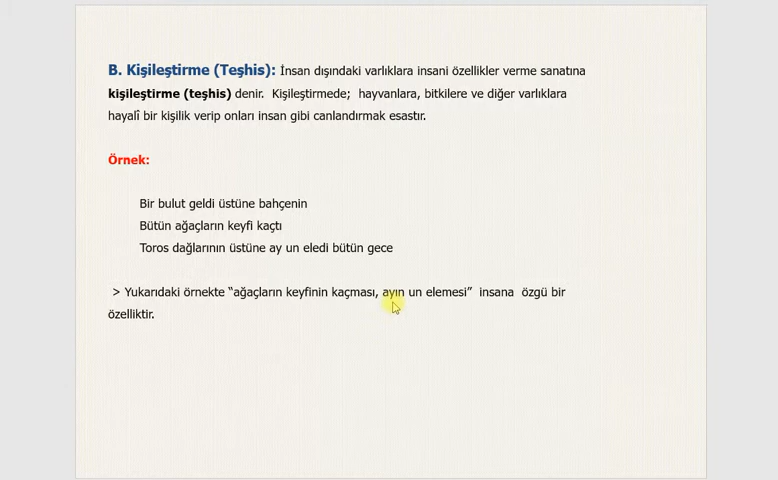 B. Kişileştirme (Teşhis): İnsan dışındaki varlıklara insani özellikler verme sanatına
kişileştirme (teşhis) denir. Kişileştirmede; hayvanlara, bitkilere ve diğer varlıklara
hayalî bir kişilik verip onları insan gibi canlandırmak esastır.
Örnek:
Bir bulut geldi üstüne bahçenin
Bütün ağaçların keyfi kaçtı
Toros dağlarının üstüne ay un eledi bütün gece
> Yukarıdaki örnekte “ağaçların keyfinin kaçması, ayın un elemesi” insana özgü bir
özelliktir.